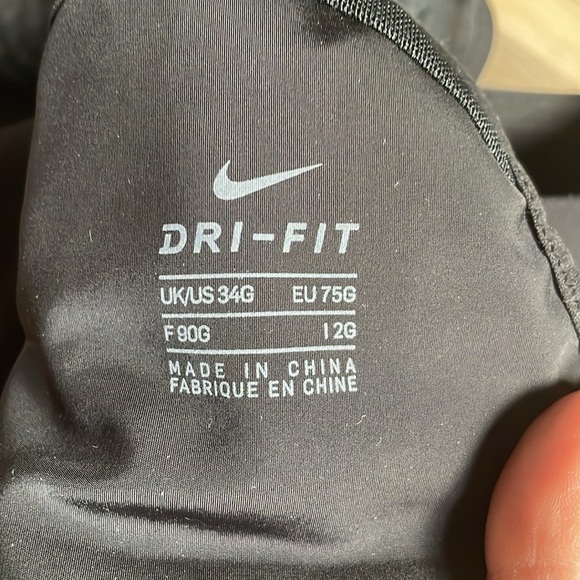 DRI-FIT
UK/US 34G EU 75G
F 90G I 2G
MADE IN CHINA
FABRIQUE EN CHINE